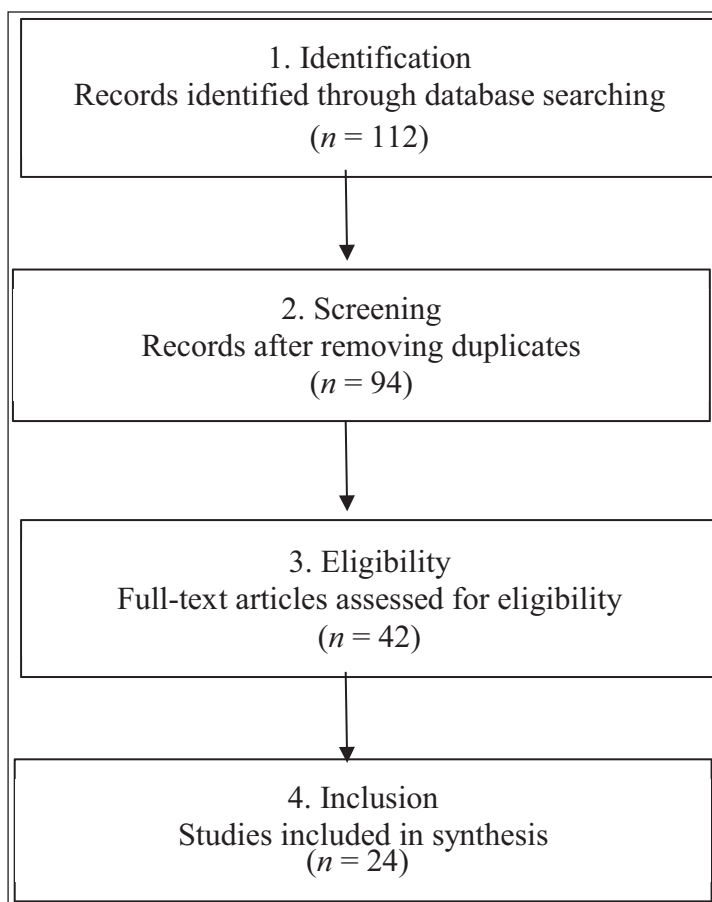 1. Identification
Records identified through database searching
(n = 112)
2. Screening
Records after removing duplicates
(n = 94)
3. Eligibility
Full-text articles assessed for eligibility
(n = 42)
4. Inclusion
Studies included in synthesis
(n = 24)